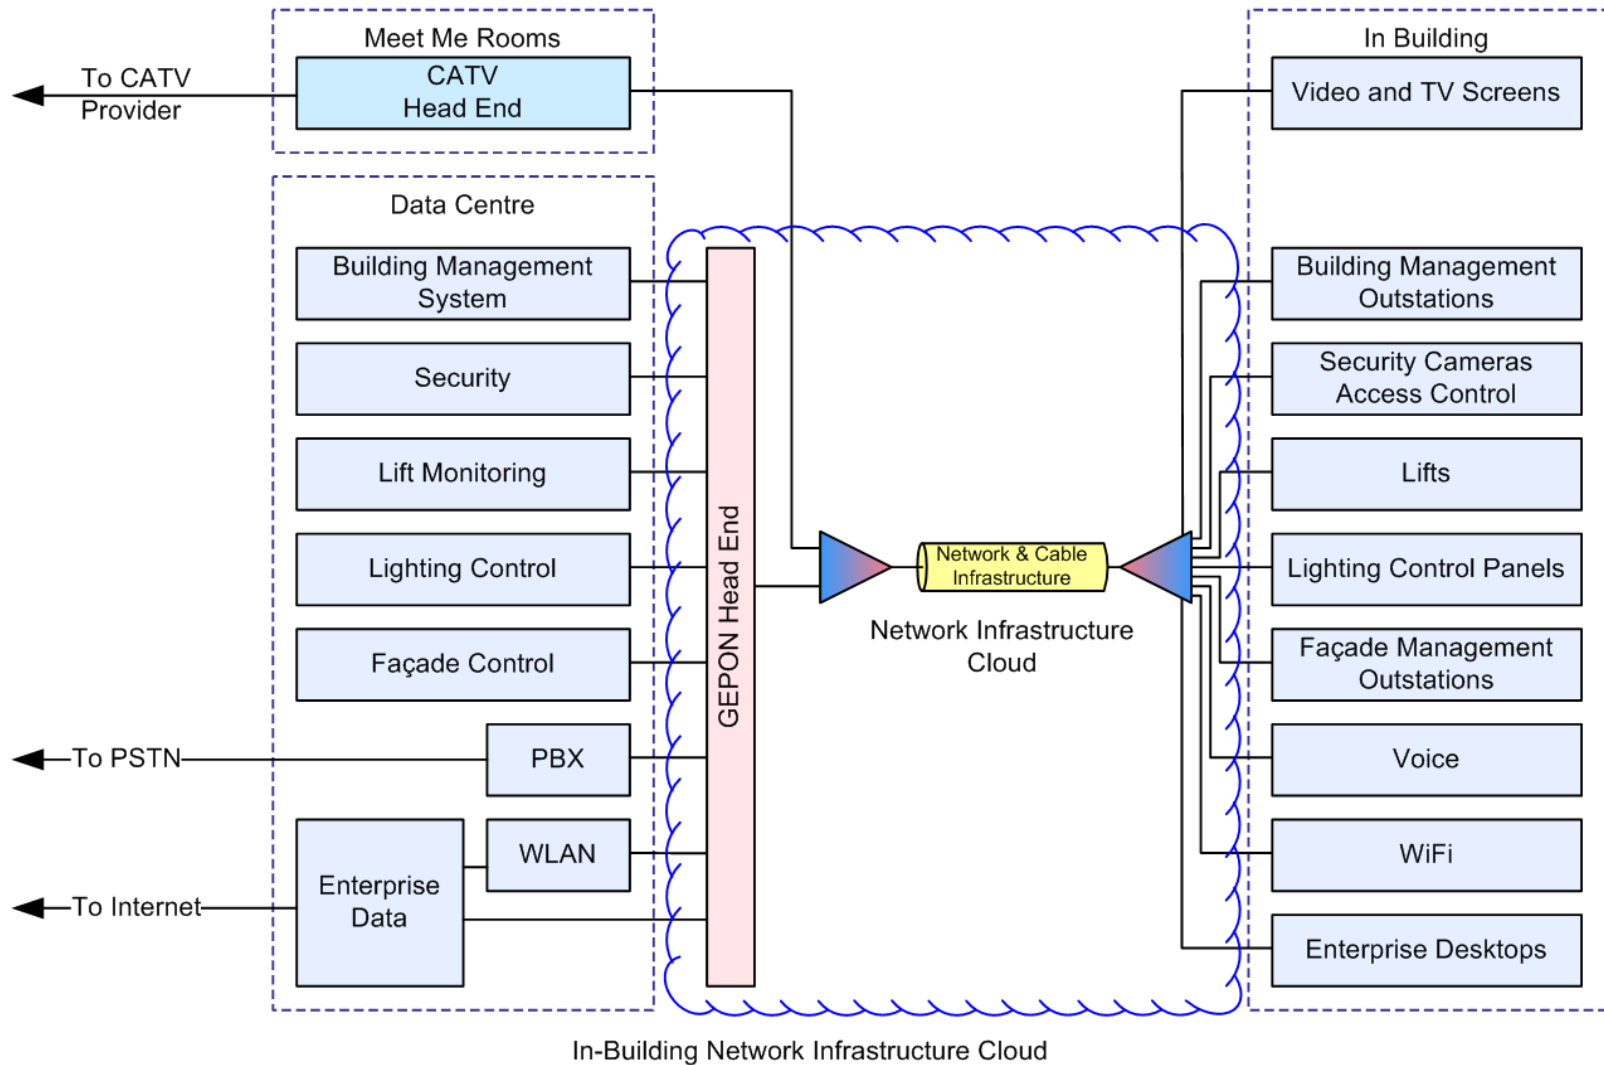 Meet Me Rooms
To CATV
Provider
CATV
Head End
In Building
Video and TV Screens
Data Centre
Building Management
System
Security
Lift Monitoring
Lighting Control
Façade Control
To PSTN
PBX
WLAN
Enterprise
Data
To Internet
GEPON Head End
Network & Cable
Infrastructure
Network Infrastructure
Cloud
Building Management
Outstations
Security Cameras
Access Control
Lifts
Lighting Control Panels
Façade Management
Outstations
Voice
WiFi
Enterprise Desktops
In-Building Network Infrastructure Cloud